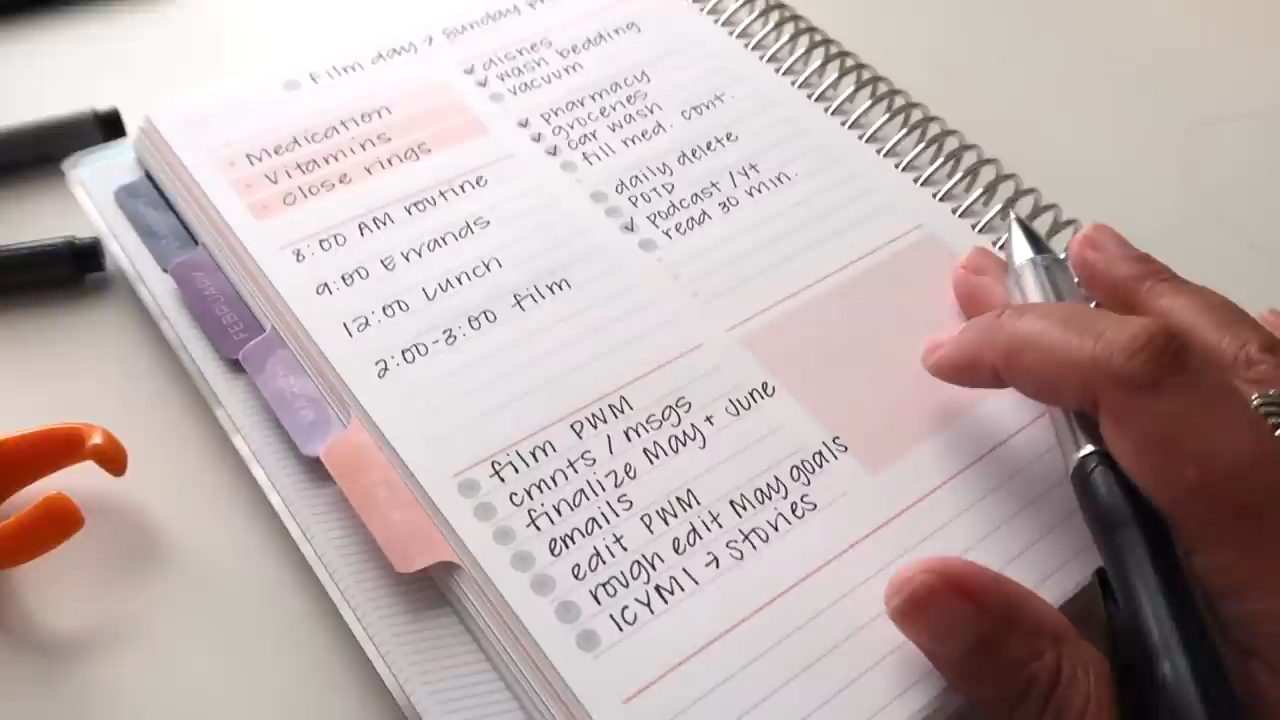 film day → Sunday
Medication
Vitamins
close rings
8:00 AM routine
9:00 Errands
12:00 Lunch
2:00-3:00 film
dishes
wash bedding
vacuum
pharmacy
groceries
car wash
fill med. cont.
daily delete
POTD
podcast / YT
read 30 min.
film PWM
cmnts / msgs
finalize May + June
emails
edit PWM
rough edit May goals
ICYMI → stories
FEBRUARY